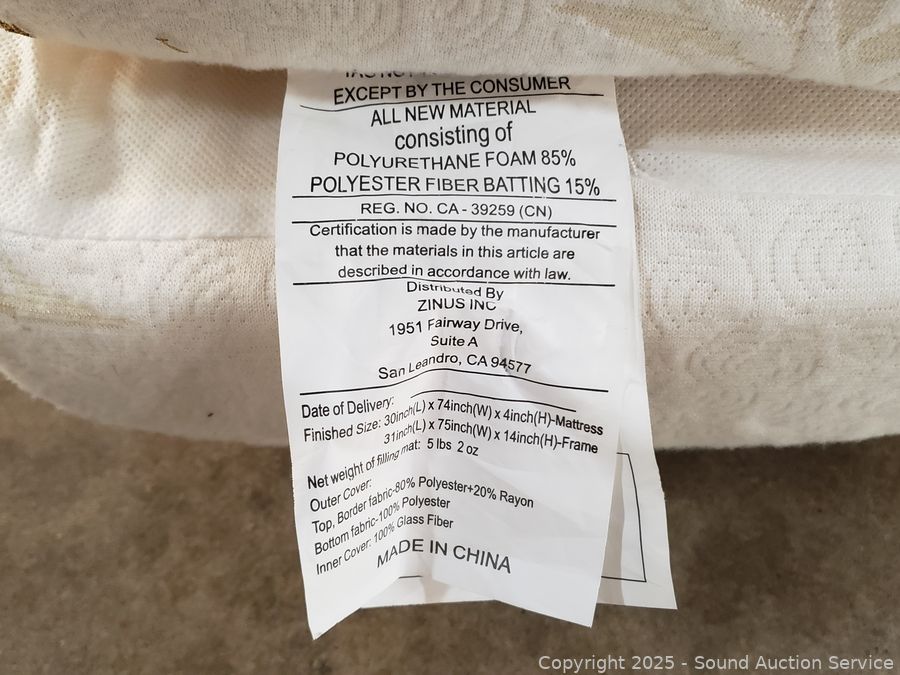 EXCEPT BY THE CONSUMER
ALL NEW MATERIAL
consisting of
POLYURETHANE FOAM 85%
POLYESTER FIBER BATTING 15%
REG. NO. CA - 39259 (CN)
Certification is made by the manufacturer
that the materials in this article are
described in accordance with law.
Distributed By
ZINUS INC
1951 Fairway Drive,
Suite A
San Leandro, CA 94577
Date of Delivery:
Finished Size: 30inch(L) x 74inch(W) x 4inch(H)-Mattress
31inch(L) x 75inch(W) x 14inch(H)-Frame
Net weight of filling mat: 5 lbs 2 oz
Outer Cover:
Top, Border fabric-80% Polyester+20% Rayon
Bottom fabric-100% Polyester
Inner Cover: 100% Glass Fiber
MADE IN CHINA
Copyright © 2025 - Sound Auction Service